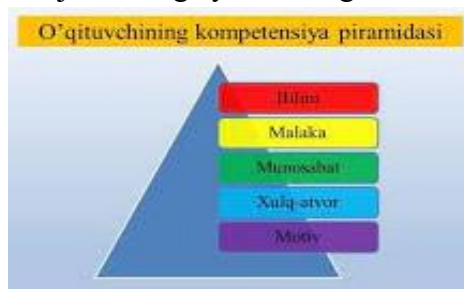 O’qituvchining kompetensiya piramidasi
Bilim
Malaka
Munosabat
Xulq-atvor
Motiv